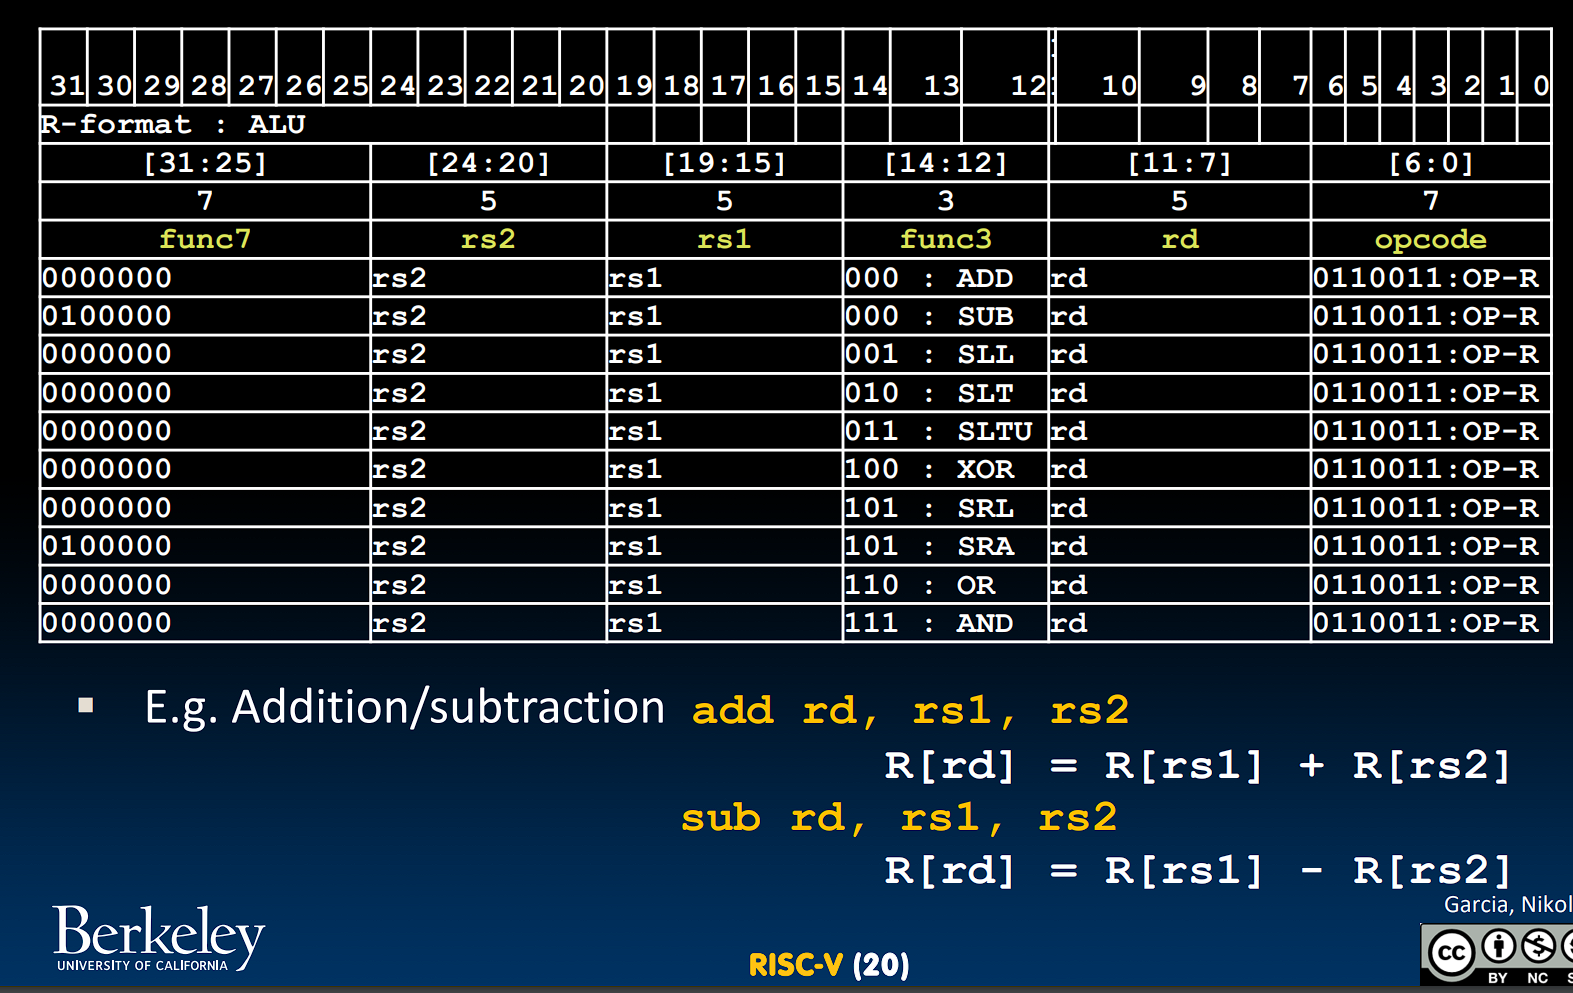 31 30 29 28 27 26 25 24 23 22 21 20 19 18 17 16 15 14 13 12 10 9 8 7 6 5 4 3 2 1 0
R-format : ALU
[31:25] [24:20] [19:15] [14:12] [11:7] [6:0]
7 5 5 3 5 7
func7 rs2 rs1 func3 rd opcode
0000000 rs2 rs1 000 : ADD rd 0110011:OP-R
0100000 rs2 rs1 000 : SUB rd 0110011:OP-R
0000000 rs2 rs1 001 : SLL rd 0110011:OP-R
0000000 rs2 rs1 010 : SLT rd 0110011:OP-R
0000000 rs2 rs1 011 : SLTU rd 0110011:OP-R
0000000 rs2 rs1 100 : XOR rd 0110011:OP-R
0000000 rs2 rs1 101 : SRL rd 0110011:OP-R
0100000 rs2 rs1 101 : SRA rd 0110011:OP-R
0000000 rs2 rs1 110 : OR rd 0110011:OP-R
0000000 rs2 rs1 111 : AND rd 0110011:OP-R
▪ E.g. Addition/subtraction add rd, rs1, rs2
R[rd] = R[rs1] + R[rs2]
sub rd, rs1, rs2
R[rd] = R[rs1] - R[rs2]
Garcia, Nikol
Berkeley
UNIVERSITY OF CALIFORNIA
RISC-V (20)
cc
BY NC S